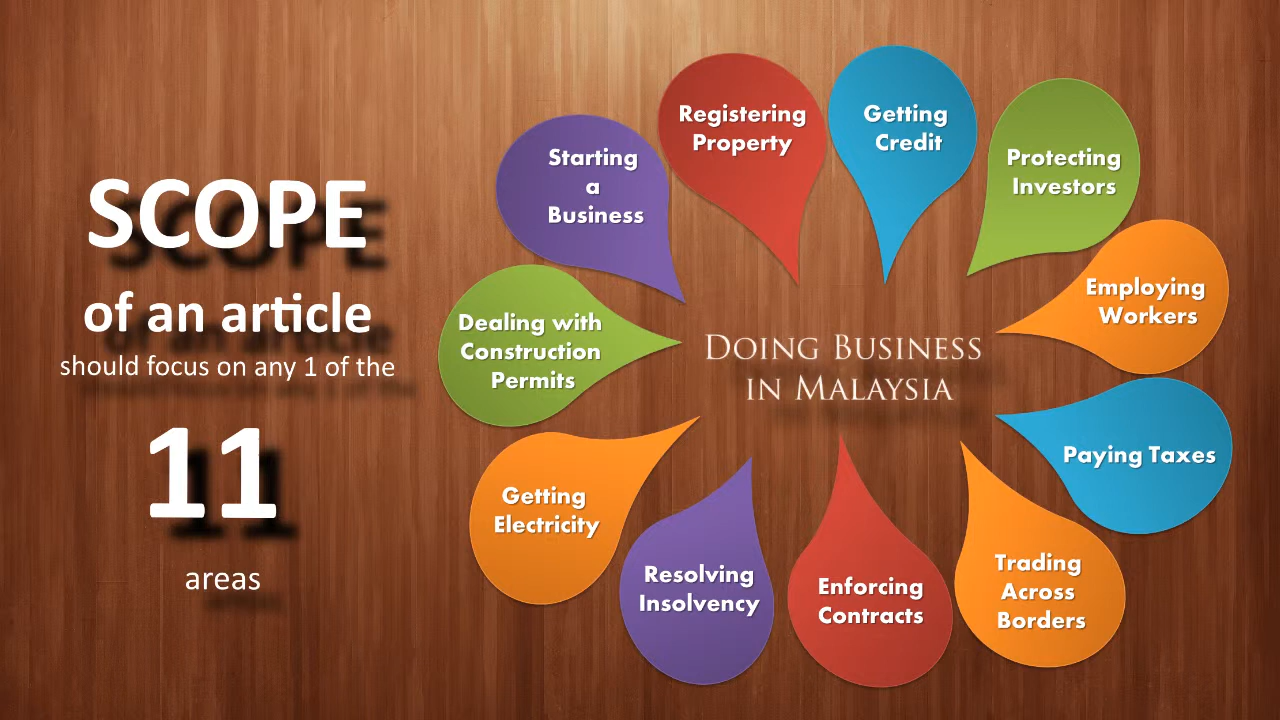 SCOPE
of an article
should focus on any 1 of the
11
areas
Registering
Property
Getting
Credit
Starting
a
Business
Protecting
Investors
Employing
Workers
Dealing with
Construction
Permits
DOING BUSINESS
IN MALAYSIA
Paying Taxes
Getting
Electricity
Resolving
Insolvency
Enforcing
Contracts
Trading
Across
Borders